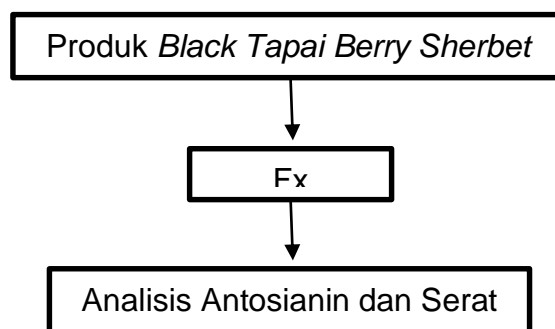 Produk Black Tapai Berry Sherbet
Fx
Analisis Antosianin dan Serat